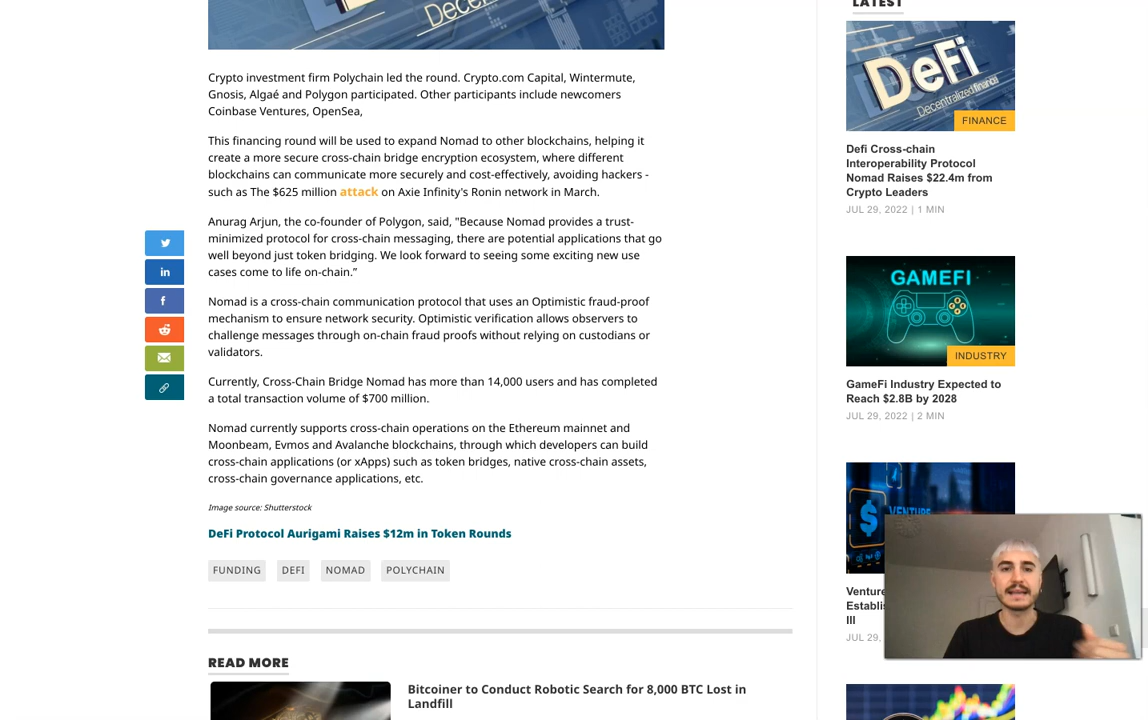 Decen
Crypto investment firm Polychain led the round. Crypto.com Capital, Wintermute,
Gnosis, Algaé and Polygon participated. Other participants include newcomers
Coinbase Ventures, OpenSea,
This financing round will be used to expand Nomad to other blockchains, helping it
create a more secure cross-chain bridge encryption ecosystem, where different
blockchains can communicate more securely and cost-effectively, avoiding hackers -
such as The $625 million attack on Axie Infinity's Ronin network in March.
Anurag Arjun, the co-founder of Polygon, said, "Because Nomad provides a trust-
minimized protocol for cross-chain messaging, there are potential applications that go
well beyond just token bridging. We look forward to seeing some exciting new use
cases come to life on-chain.”
Nomad is a cross-chain communication protocol that uses an Optimistic fraud-proof
mechanism to ensure network security. Optimistic verification allows observers to
challenge messages through on-chain fraud proofs without relying on custodians or
validators.
Currently, Cross-Chain Bridge Nomad has more than 14,000 users and has completed
a total transaction volume of $700 million.
Nomad currently supports cross-chain operations on the Ethereum mainnet and
Moonbeam, Evmos and Avalanche blockchains, through which developers can build
cross-chain applications (or xApps) such as token bridges, native cross-chain assets,
cross-chain governance applications, etc.
Image source: Shutterstock
DeFi Protocol Aurigami Raises $12m in Token Rounds
FUNDING DEFI NOMAD POLYCHAIN
READ MORE
Bitcoiner to Conduct Robotic Search for 8,000 BTC Lost in
Landfill
LATEST
DeFi
Decentralized finance
FINANCE
Defi Cross-chain
Interoperability Protocol
Nomad Raises $22.4m from
Crypto Leaders
JUL 29, 2022 | 1 MIN
GAMEFI
INDUSTRY
GameFi Industry Expected to
Reach $2.8B by 2028
JUL 29, 2022 | 2 MIN
VENTURE
Venture
Establis
III
JUL 29,